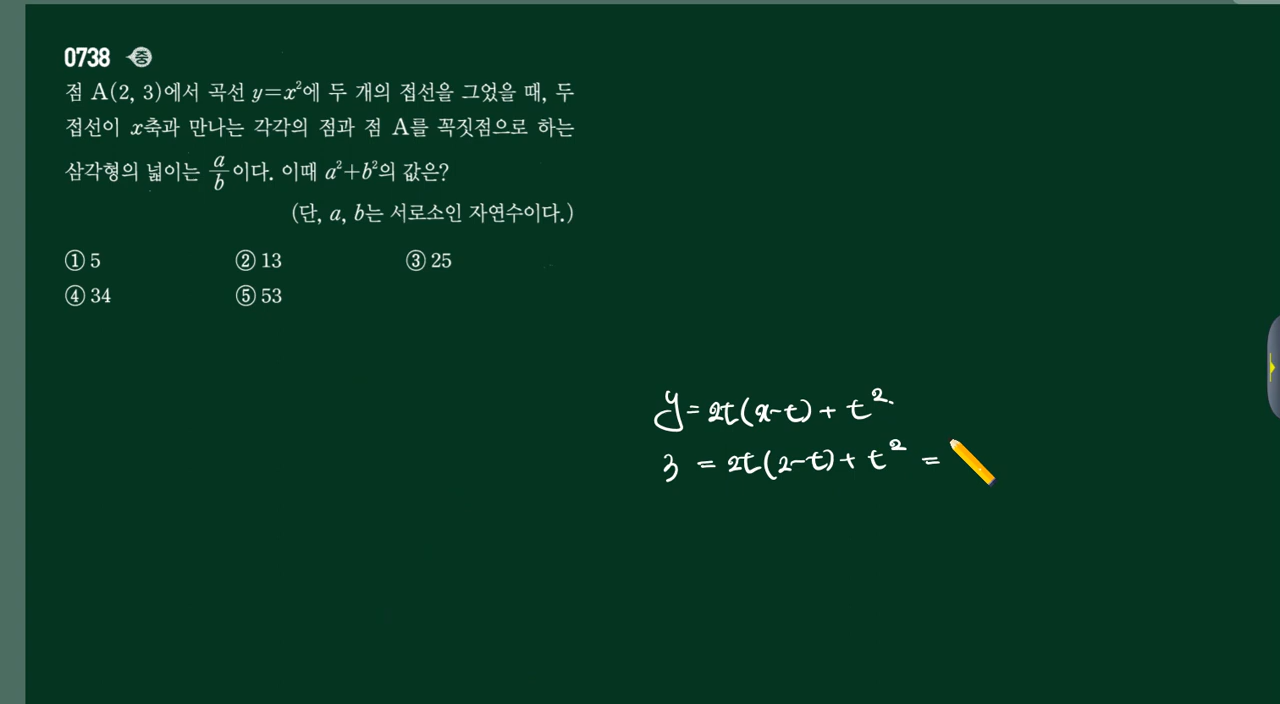 0738 중
점 A(2, 3)에서 곡선 y=x²에 두 개의 접선을 그었을 때, 두
접선이 x축과 만나는 각각의 점과 점 A를 꼭짓점으로 하는
삼각형의 넓이는 a/b이다. 이때 a²+b²의 값은?
(단, a, b는 서로소인 자연수이다.)
① 5 ② 13 ③ 25
④ 34 ⑤ 53
y=2t(x-t)+t²
3=2t(2-t)+t²=